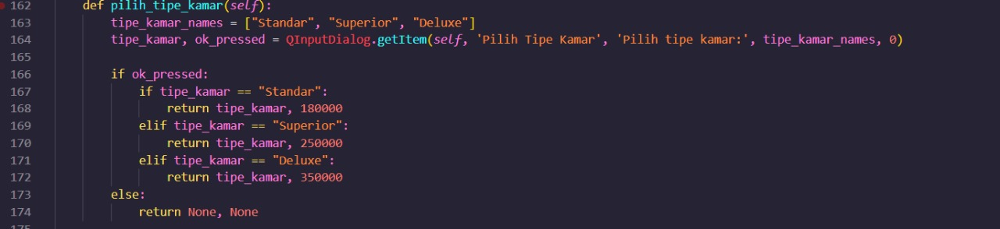 162 def pilih_tipe_kamar(self):
163 tipe_kamar_names = ["Standar", "Superior", "Deluxe"]
164 tipe_kamar, ok_pressed = QInputDialog.getItem(self, 'Pilih Tipe Kamar', 'Pilih tipe kamar:', tipe_kamar_names, 0)
165
166 if ok_pressed:
167 if tipe_kamar == "Standar":
168 return tipe_kamar, 180000
169 elif tipe_kamar == "Superior":
170 return tipe_kamar, 250000
171 elif tipe_kamar == "Deluxe":
172 return tipe_kamar, 350000
173 else:
174 return None, None
175